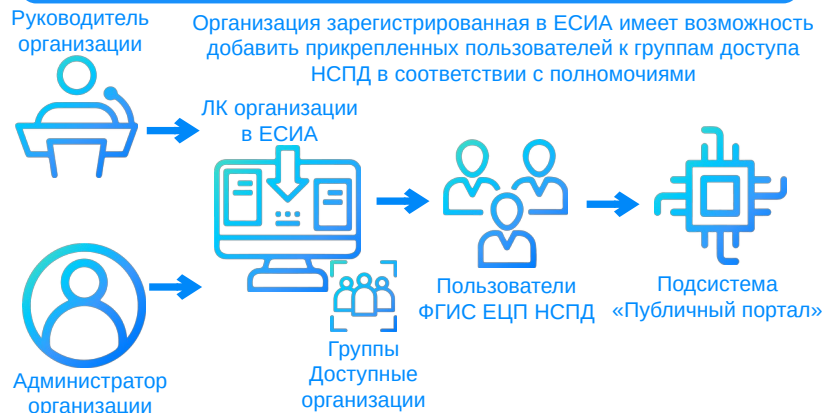 Руководитель
организации
Организация зарегистрированная в ЕСИА имеет возможность
добавить прикрепленных пользователей к группам доступа
НСПД в соответствии с полномочиями
ЛК организации
в ЕСИА
Пользователи
ФГИС ЕЦП НСПД
Подсистема
«Публичный портал»
Группы
Доступные
организации
Администратор
организации